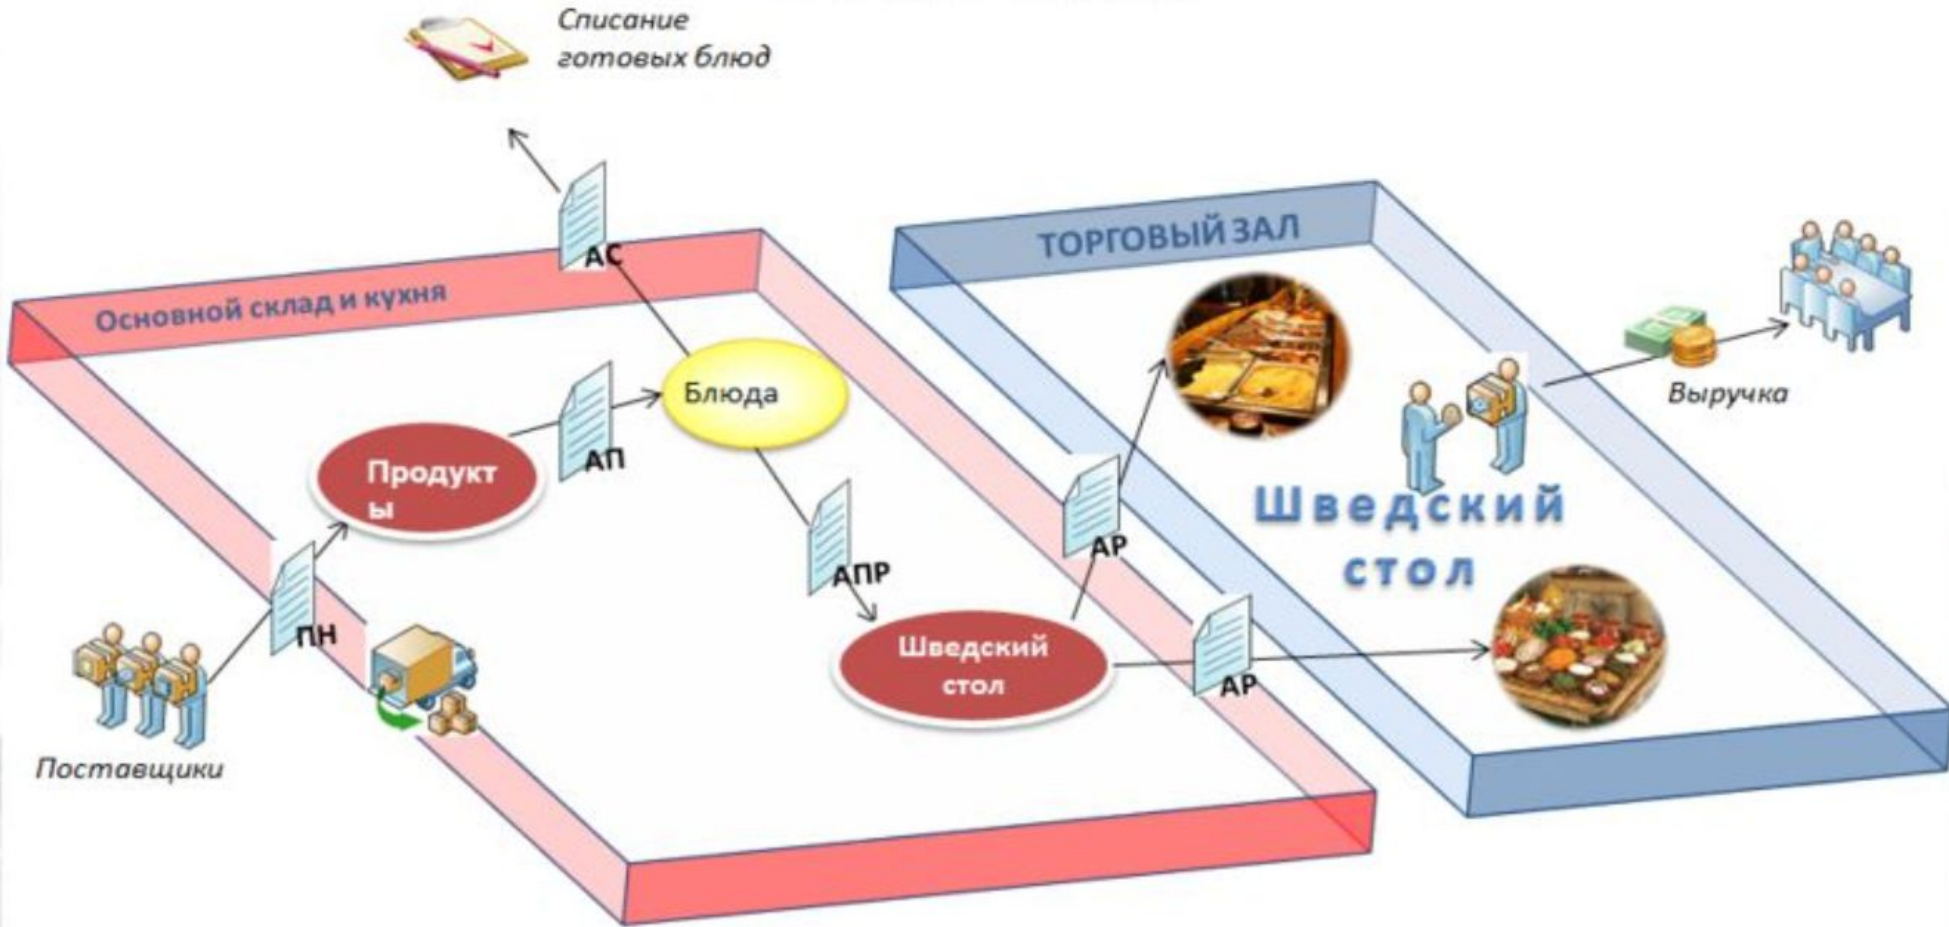 Списание
готовых блюд
АС
ТОРГОВЫЙ ЗАЛ
Основной склад и кухня
Блюда
Выручка
АП
Продукт
ы
Шведский
стол
АР
АПР
ПН
Шведский
стол
АР
Поставщики